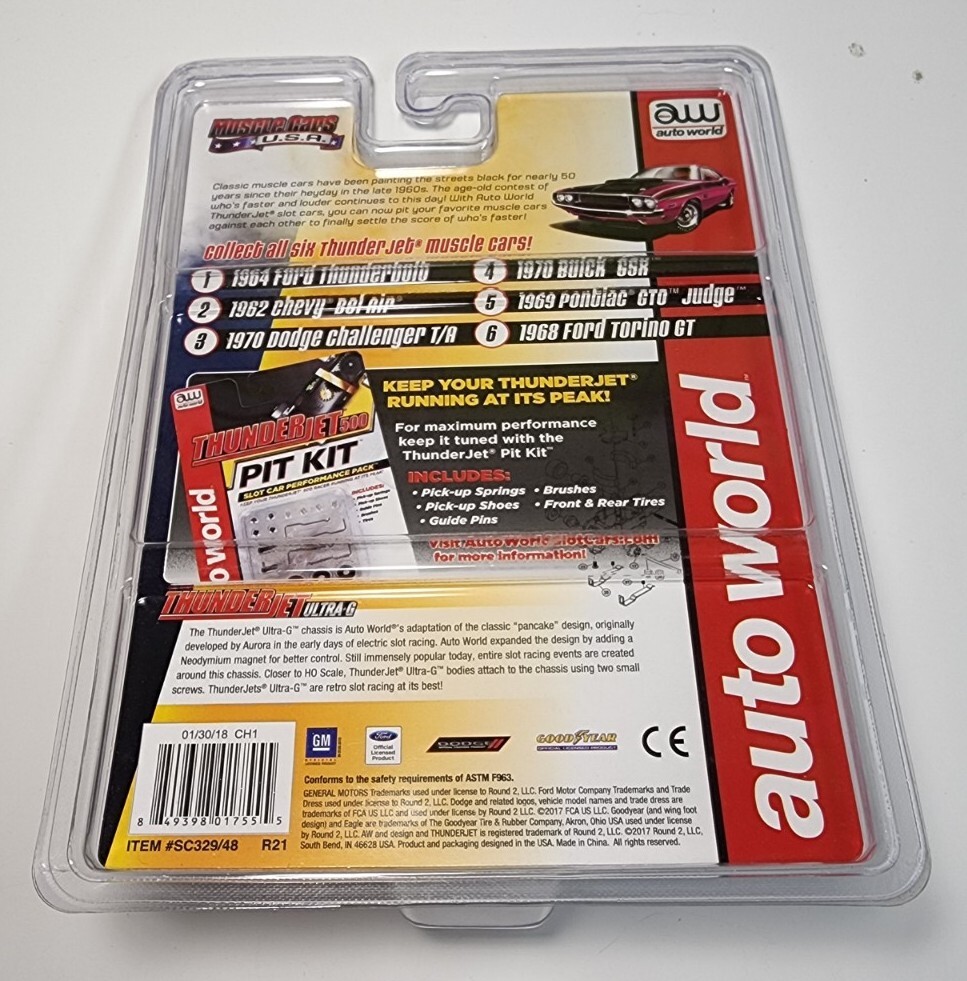 MUSCLE CARS
U.S.A.
aw
auto world
Classic muscle cars have been painting the streets black for nearly 50
years since their heyday in the late 1960s. The age-old contest of
who's faster and louder continues to this day! With Auto World
ThunderJet® slot cars, you can now pit your favorite muscle cars
against each other to finally settle the score of who's faster!
Collect all six ThunderJet® muscle cars!
1 1964 Ford Thunderbolt
2 1962 Chevy® Bel Air®
3 1970 Dodge Challenger T/A
4 1970 Buick® GSX™
5 1969 Pontiac® GTO™ Judge™
6 1968 Ford Torino GT
aw
auto world
THUNDERJET 500
PIT KIT™
SLOT CAR PERFORMANCE PACK™
INCLUDES:
o world
KEEP YOUR THUNDERJET®
RUNNING AT ITS PEAK!
For maximum performance
keep it tuned with the
ThunderJet® Pit Kit™
INCLUDES:
• Pick-up Springs • Brushes
• Pick-up Shoes • Front & Rear Tires
• Guide Pins
Visit AutoWorldSlotCars.com
for more information!
auto world™
THUNDERJET ULTRA-G
The ThunderJet® Ultra-G™ chassis is Auto World®'s adaptation of the classic "pancake" design, originally
developed by Aurora in the early days of electric slot racing. Auto World expanded the design by adding a
Neodymium magnet for better control. Still immensely popular today, entire slot racing events are created
around this chassis. Closer to HO Scale, ThunderJet® Ultra-G™ bodies attach to the chassis using two small
screws. ThunderJets® Ultra-G™ are retro slot racing at its best!
01/30/18 CH1
8 49398 01755 5
ITEM #SC329/48 R21
GM
Ford
Official
Licensed
Product
DODGE
GOODYEAR
OFFICIAL LICENSED PRODUCT
CE
Conforms to the safety requirements of ASTM F963.
GENERAL MOTORS Trademarks used under license to Round 2, LLC. Ford Motor Company Trademarks and Trade
Dress used under license to Round 2, LLC. Dodge and related logos, vehicle model names and trade dress are
trademarks of FCA US LLC and used under license by Round 2, LLC. ©2017 FCA US LLC. Goodyear (and wing foot
design) and Eagle are trademarks of The Goodyear Tire & Rubber Company, Akron, Ohio USA used under license
by Round 2, LLC. AW and design and THUNDERJET is registered trademark of Round 2, LLC. ©2017 Round 2, LLC,
South Bend, IN 46628 USA. Product and packaging designed in the USA. Made in China. All rights reserved.